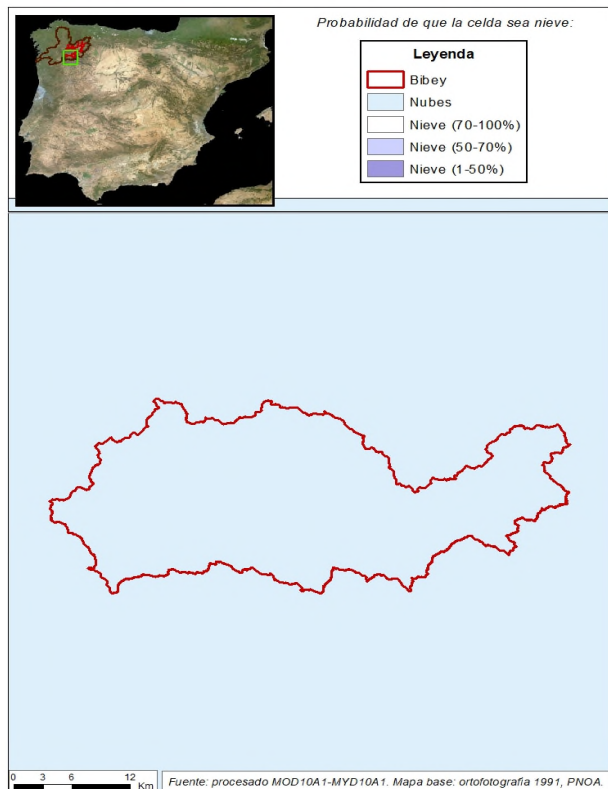 Probabilidad de que la celda sea nieve:
Leyenda
Bibey
Nubes
Nieve (70-100%)
Nieve (50-70%)
Nieve (1-50%)
0 3 6 12
Km
Fuente: procesado MOD10A1-MYD10A1. Mapa base: ortofotografía 1991, PNOA.